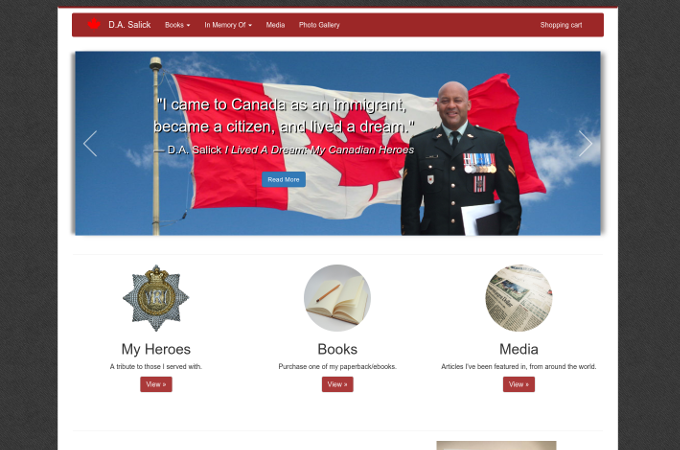 D.A. Salick Books In Memory Of Media Photo Gallery Shopping cart
"I came to Canada as an immigrant,
became a citizen, and lived a dream."
— D.A. Salick I Lived A Dream: My Canadian Heroes
Read More
My Heroes
A tribute to those I served with.
View »
Books
Purchase one of my paperback/ebooks.
View »
Media
Articles I've been featured in, from around the world.
View »